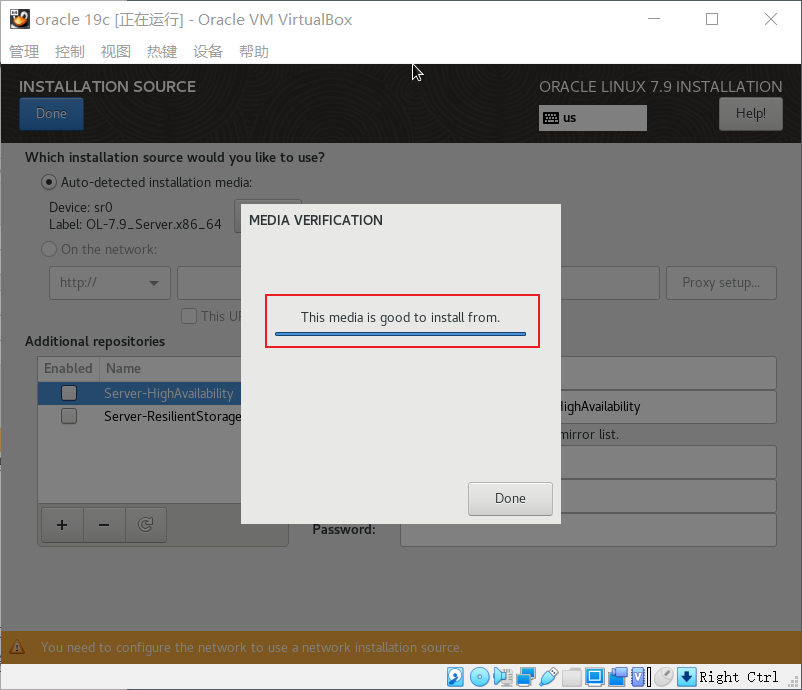 oracle 19c [正在运行] - Oracle VM VirtualBox
管理 控制 视图 热键 设备 帮助
INSTALLATION SOURCE
ORACLE LINUX 7.9 INSTALLATION
Done
us
Help!
Which installation source would you like to use?
Auto-detected installation media:
Device: sr0
Label: OL-7.9_Server.x86_64
On the network:
http://
Proxy setup...
This UR
Additional repositories
Enabled Name
Server-HighAvailability
Server-ResilientStorage
HighAvailability
mirror list.
Password:
MEDIA VERIFICATION
This media is good to install from.
Done
You need to configure the network to use a network installation source.
Right Ctrl